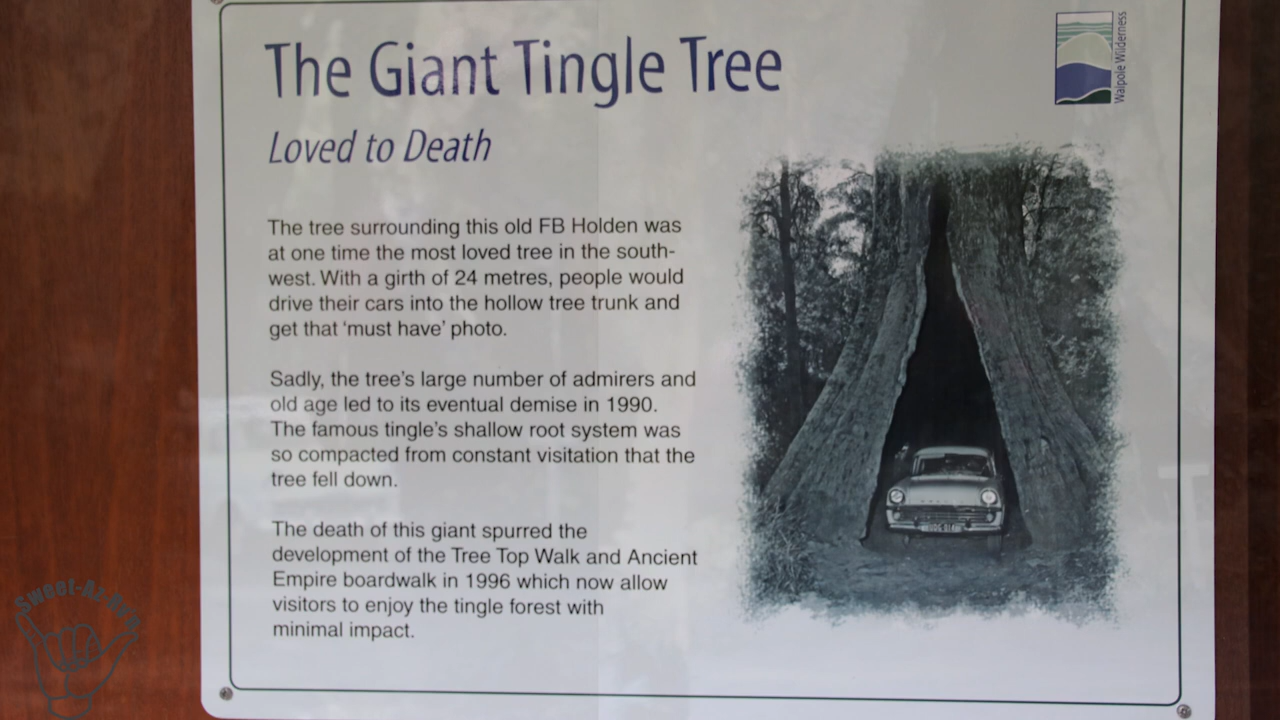 The Giant Tingle Tree
Loved to Death
Walpole Wilderness
The tree surrounding this old FB Holden was
at one time the most loved tree in the south-
west. With a girth of 24 metres, people would
drive their cars into the hollow tree trunk and
get that ‘must have’ photo.
Sadly, the tree’s large number of admirers and
old age led to its eventual demise in 1990.
The famous tingle’s shallow root system was
so compacted from constant visitation that the
tree fell down.
The death of this giant spurred the
development of the Tree Top Walk and Ancient
Empire boardwalk in 1996 which now allow
visitors to enjoy the tingle forest with
minimal impact.